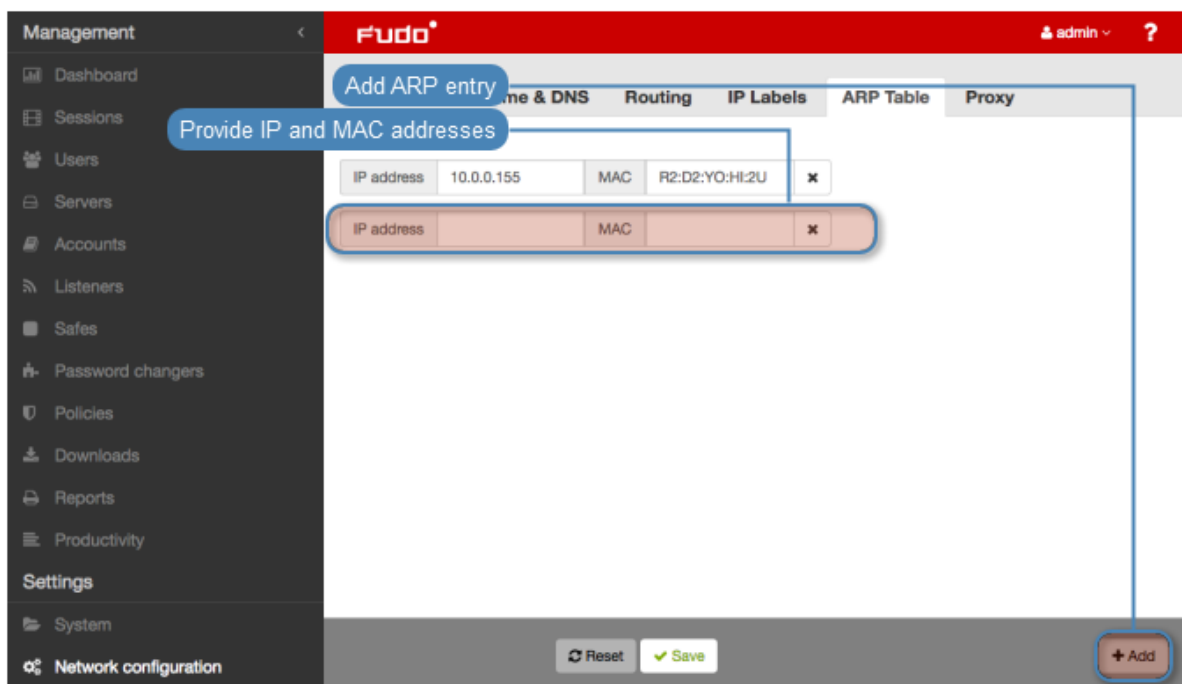 Management
Fudo
admin
?
Dashboard
Add ARP entry
me & DNS
Routing
IP Labels
ARP Table
Proxy
Sessions
Provide IP and MAC addresses
Users
IP address
10.0.0.155
MAC
R2:D2:YO:HI:2U
Servers
IP address
MAC
Accounts
Listeners
Safes
Password changers
Policies
Downloads
Reports
Productivity
Settings
System
Reset
Save
+ Add
Network configuration